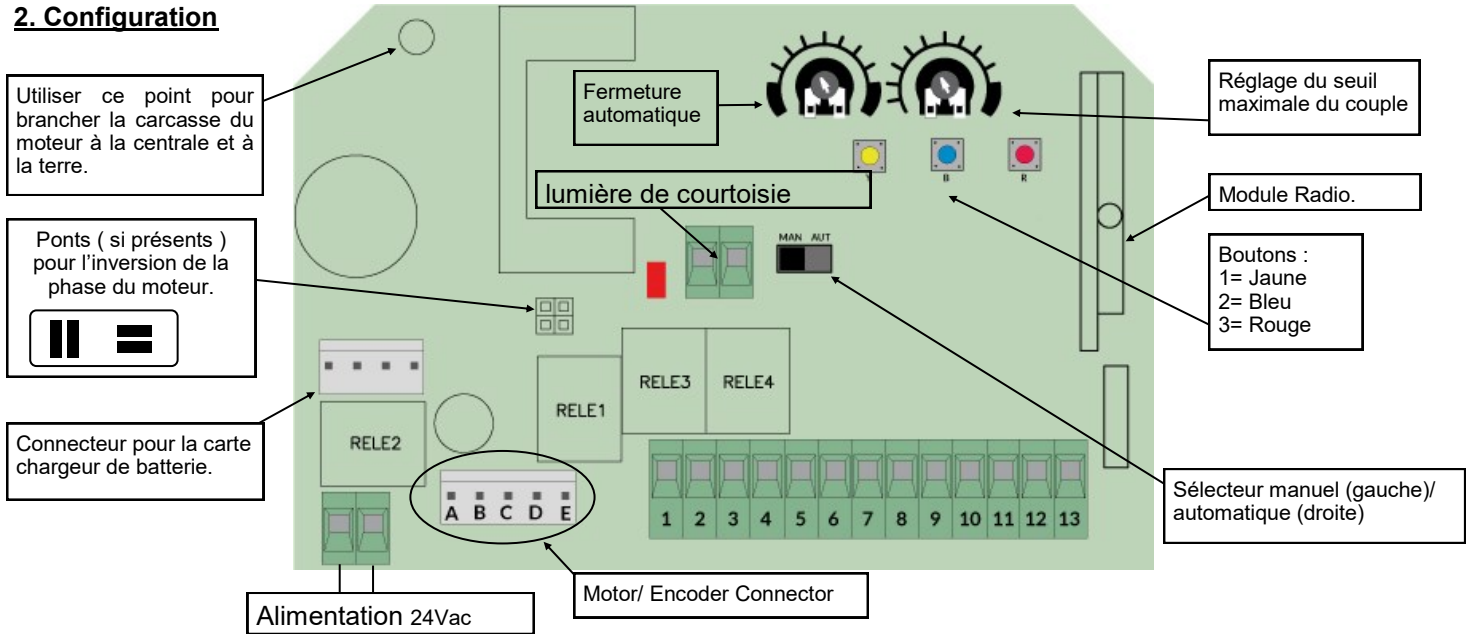 2. Configuration
Utiliser ce point pour
brancher la carcasse du
moteur à la centrale et à
la terre.
Fermeture
automatique
Réglage du seuil
maximale du couple
lumière de courtoisie
B
R
Module Radio.
Ponts ( si présents )
pour l'inversion de la
phase du moteur.
MAN AUT
Boutons :
1= Jaune
2= Bleu
3= Rouge
RELE3
RELE4
RELE1
RELE2
Connecteur pour la carte
chargeur de batterie.
A B C D E
1 2 3 4 5 6 7 8 9 10 11 12 13
Sélecteur manuel (gauche)/
automatique (droite)
Motor/ Encoder Connector
Alimentation 24Vac